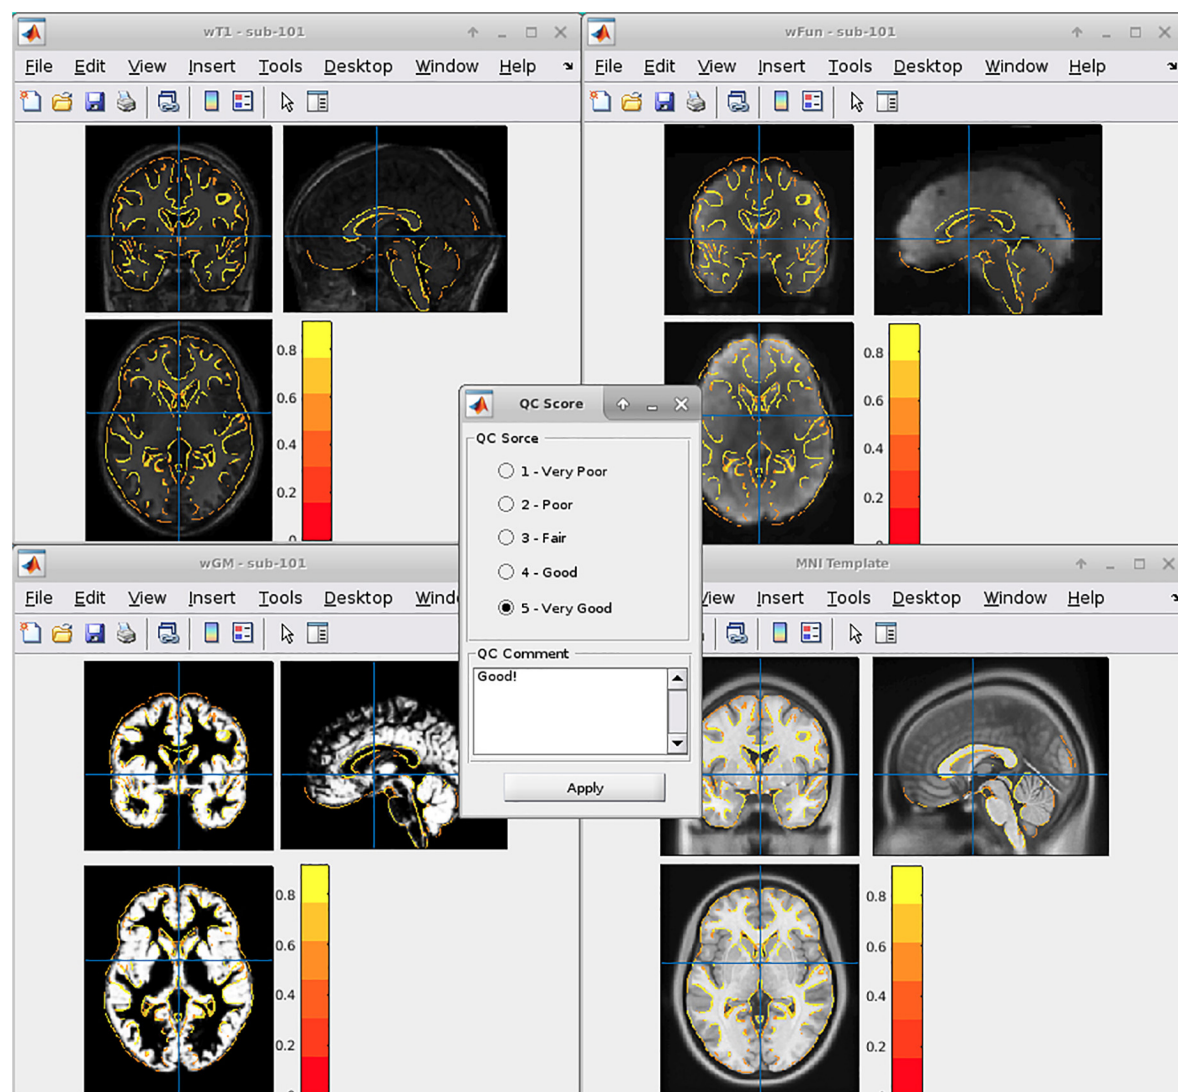 wT1 - sub-101
File Edit View Insert Tools Desktop Window Help
0.8
0.6
0.4
0.2
0
wFun - sub-101
File Edit View Insert Tools Desktop Window Help
0.8
0.6
0.4
0.2
QC Score
QC Sorce
1 - Very Poor
2 - Poor
3 - Fair
4 - Good
5 - Very Good
QC Comment
Good!
Apply
wGM - sub-101
File Edit View Insert Tools Desktop
0.8
0.6
0.4
0.2
MNI Template
View Insert Tools Desktop Window Help
0.8
0.6
0.4
0.2